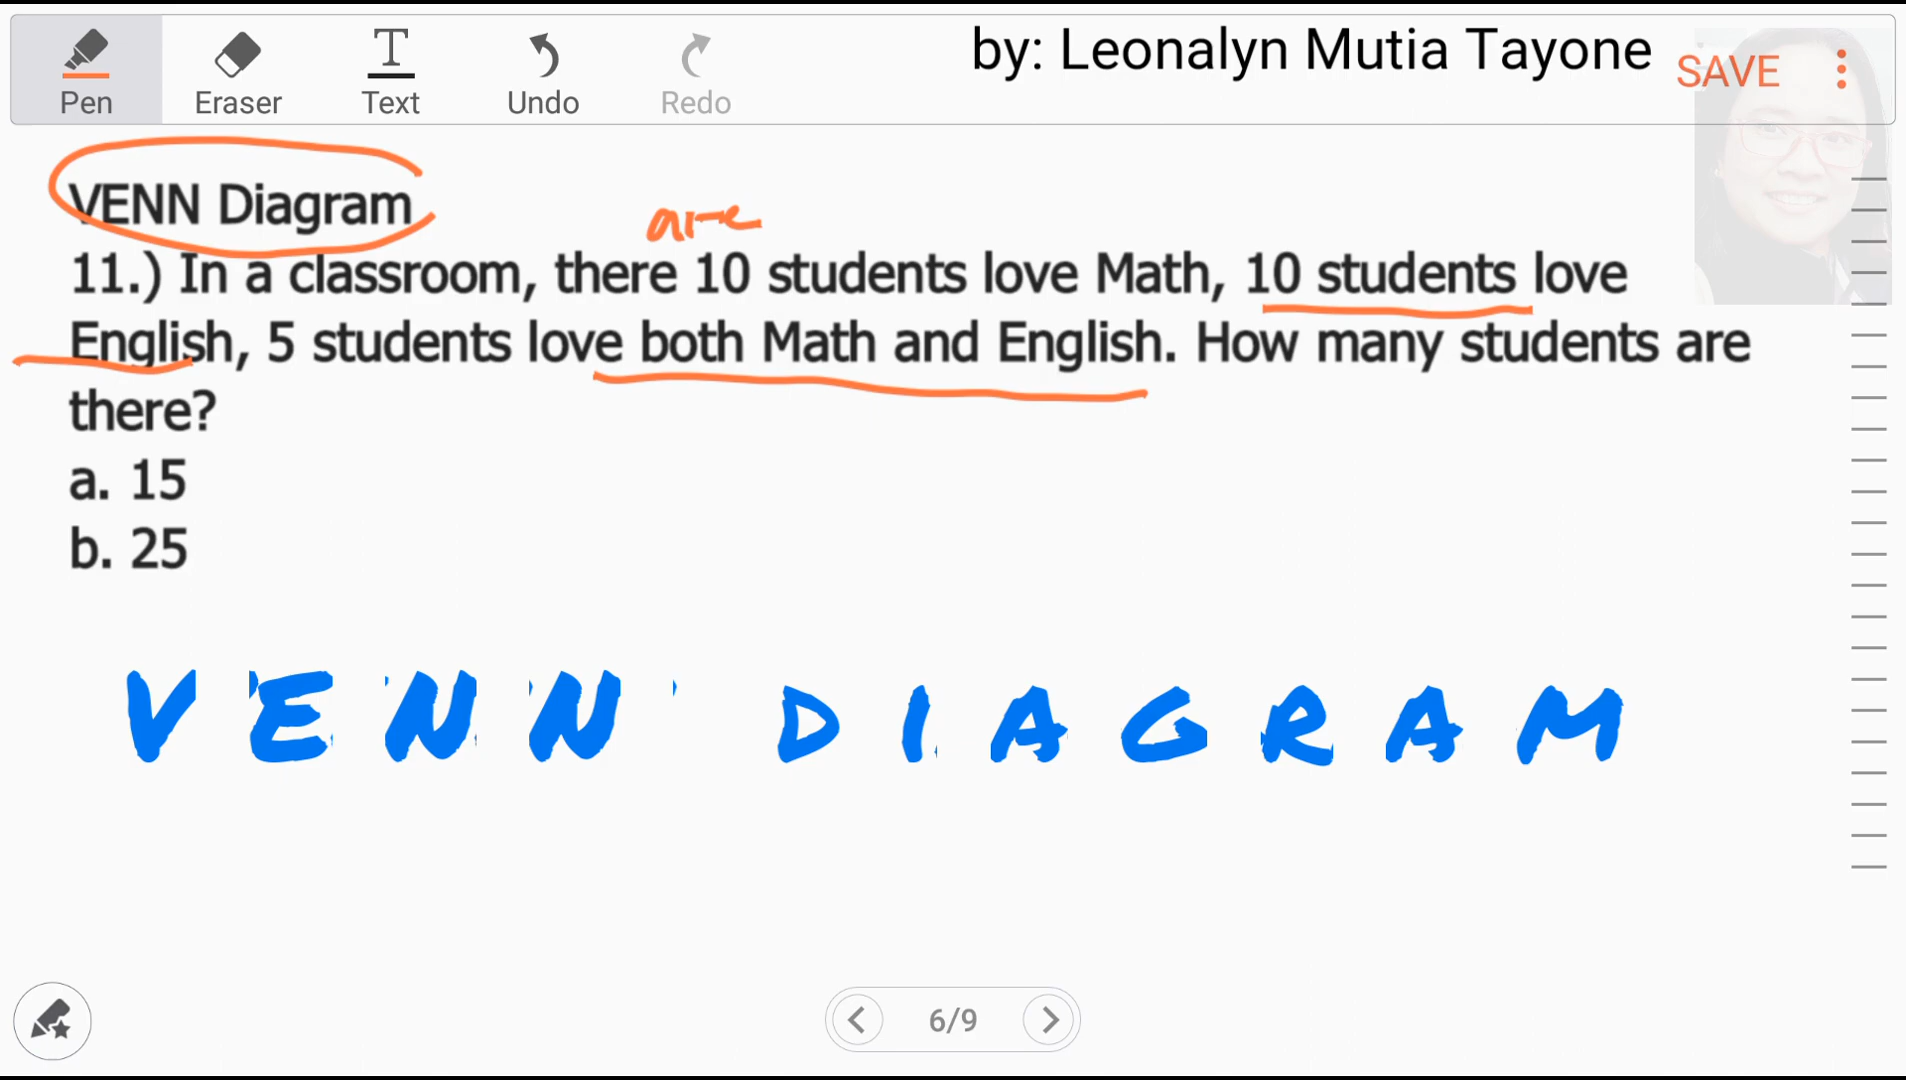 by: Leonalyn Mutia Tayone
SAVE
Pen Eraser Text Undo Redo
VENN Diagram
are
11.) In a classroom, there 10 students love Math, 10 students love
English, 5 students love both Math and English. How many students are
there?
a. 15
b. 25
VENN DIAGRAM
6/9